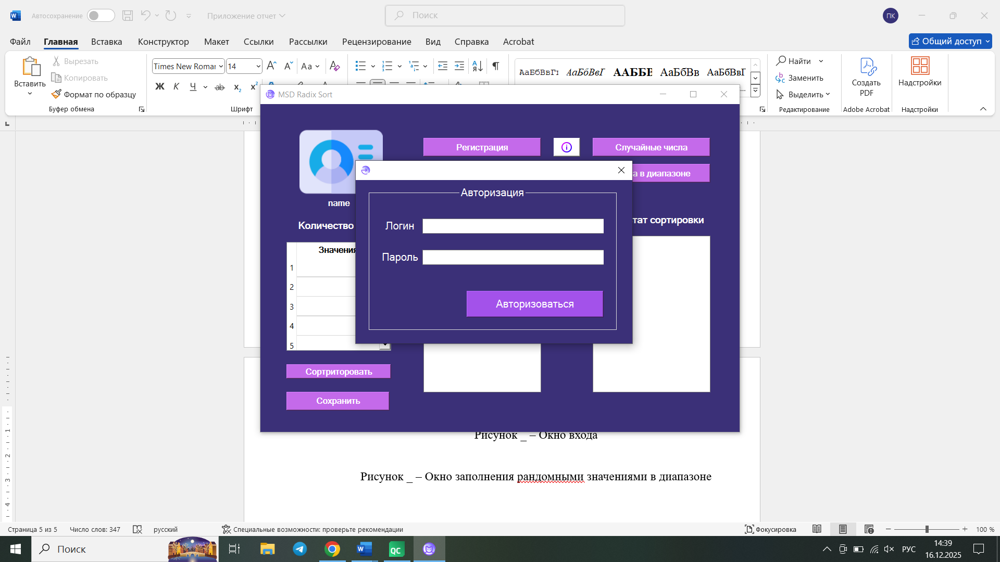 Автосохранение
Приложение отчет
Поиск
ПК
Файл Главная Вставка Конструктор Макет Ссылки Рассылки Рецензирование Вид Справка Acrobat
Общий доступ
Вставить
Вырезать
Копировать
Формат по образцу
Буфер обмена
Times New Roman 14
Aa
Ж К Ч ab x₂ x²
Шрифт
АаБбВвГг АаБбВвГ ААББВ АаБбВв АаБбВвГ
Найти
Заменить
Выделить
Редактирование
Создать
PDF
Adobe Acrobat
Надстройки
Надстройки
MSD Radix Sort
Регистрация
Случайные числа
а в диапазоне
name
Количество
тат сортировки
Значения
1
2
3
4
5
Сортриторовать
Сохранить
Авторизация
Логин
Пароль
Авторизоваться
Рисунок _ – Окно входа
Рисунок _ – Окно заполнения рандомными значениями в диапазоне
Страница 5 из 5 Число слов: 347 русский Специальные возможности: проверьте рекомендации Фокусировка 100 %
Поиск
QC
РУС
14:39
16.12.2025